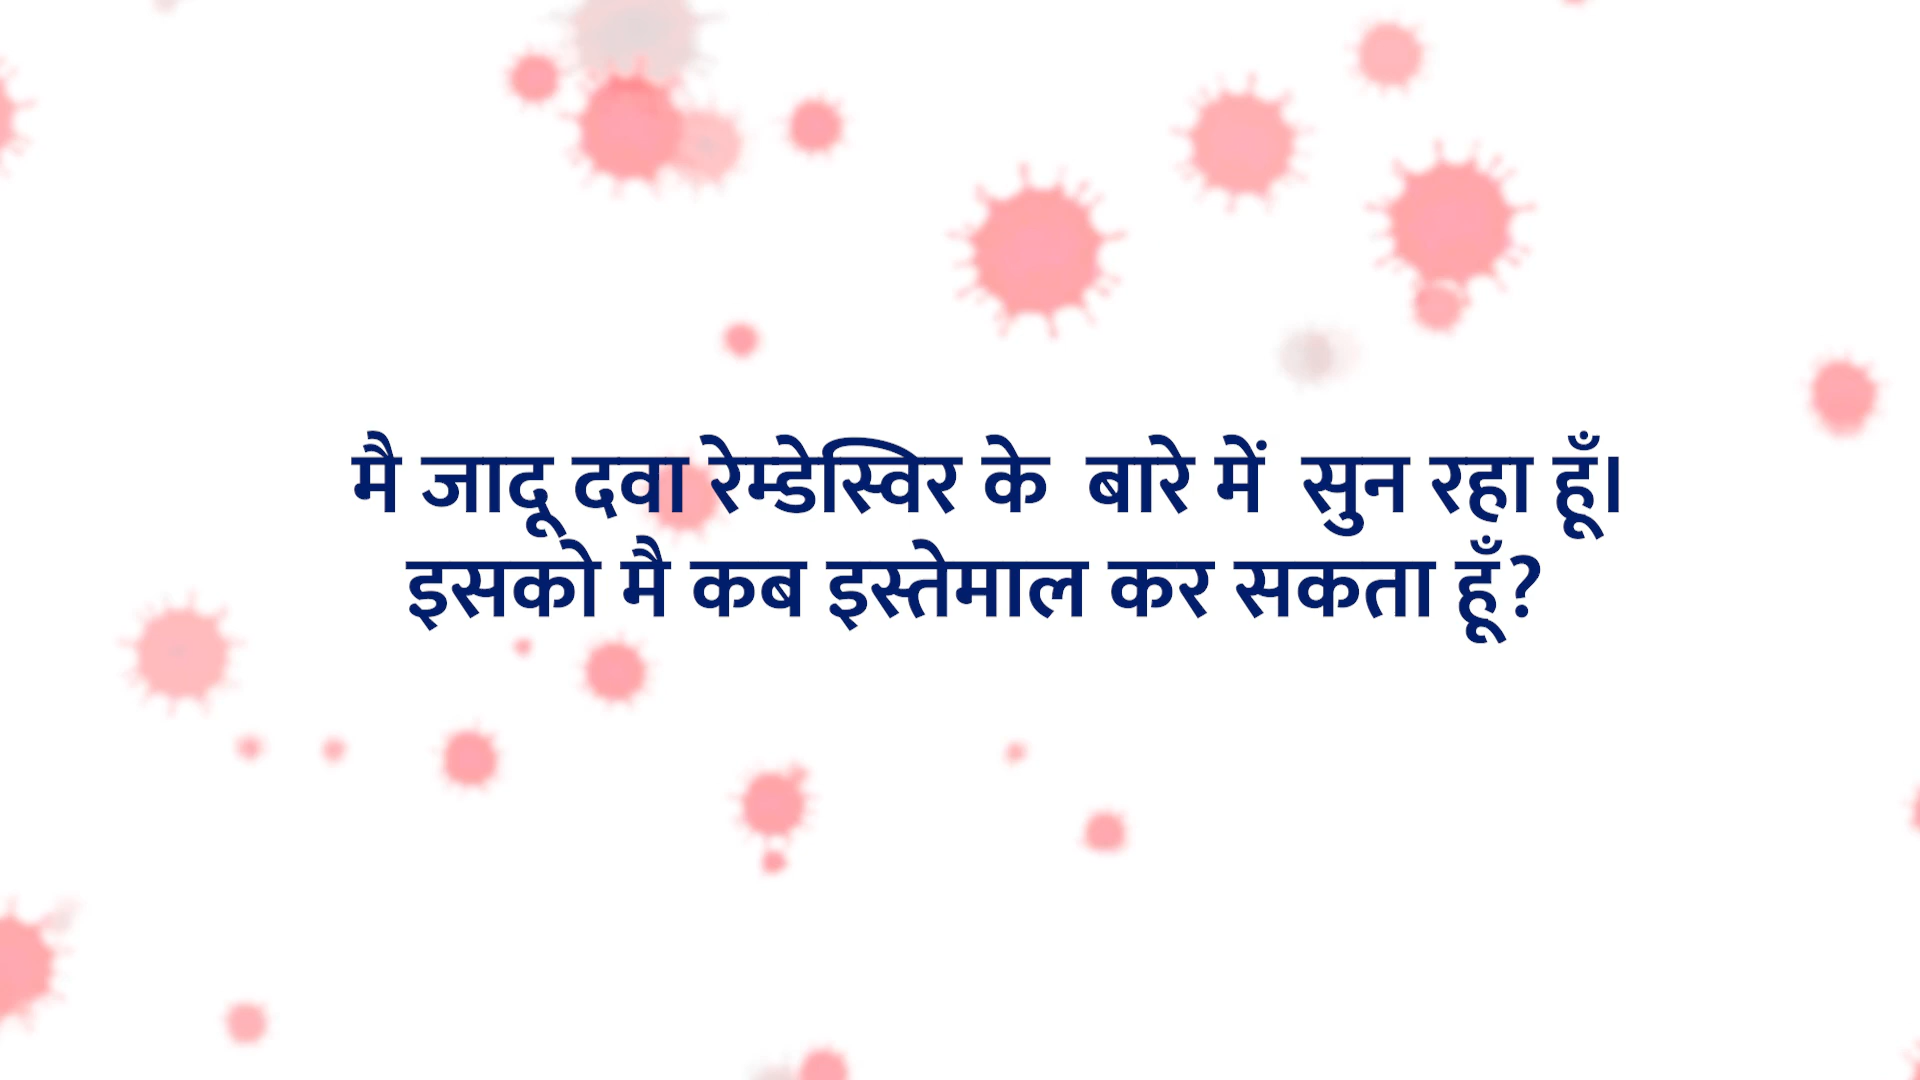 मै जादू दवा रेम्डेस्विर के बारे में सुन रहा हूँ।
इसको मै कब इस्तेमाल कर सकता हूँ?